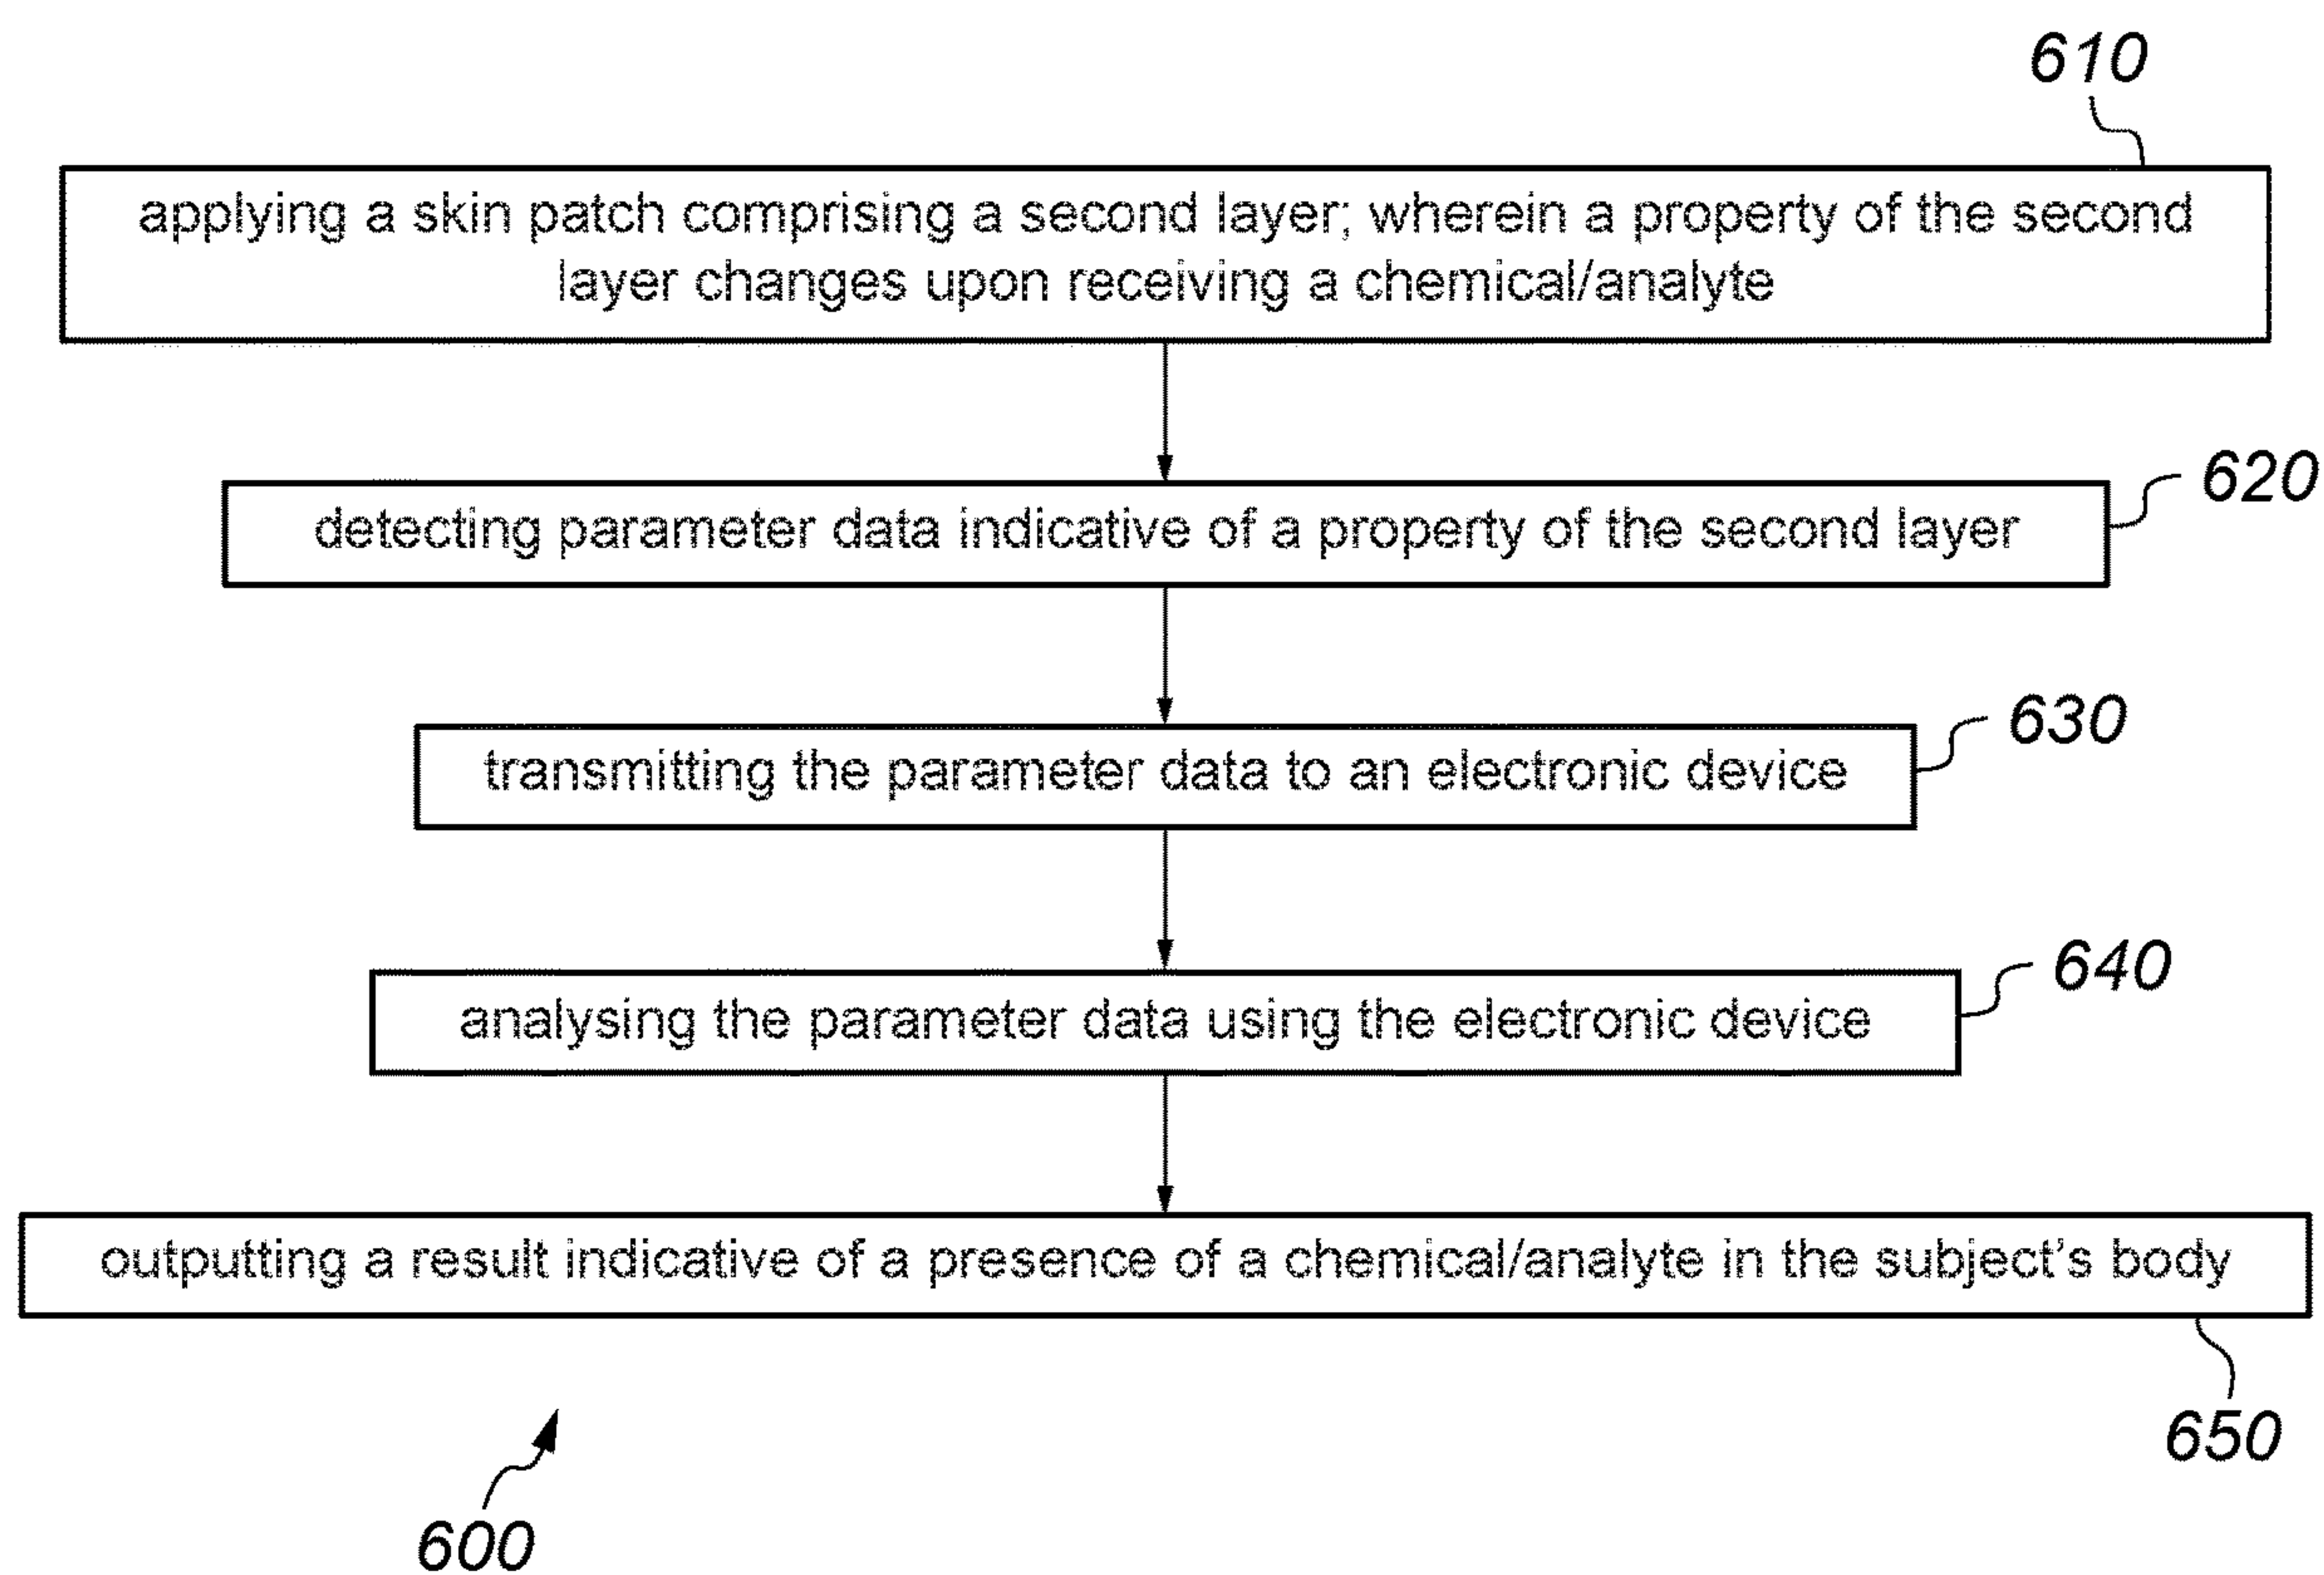 610
applying a skin patch comprising a second layer; wherein a property of the second
layer changes upon receiving a chemical/analyte
620
detecting parameter data indicative of a property of the second layer
630
transmitting the parameter data to an electronic device
640
analysing the parameter data using the electronic device
outputting a result indicative of a presence of a chemical/analyte in the subject's body
650
600